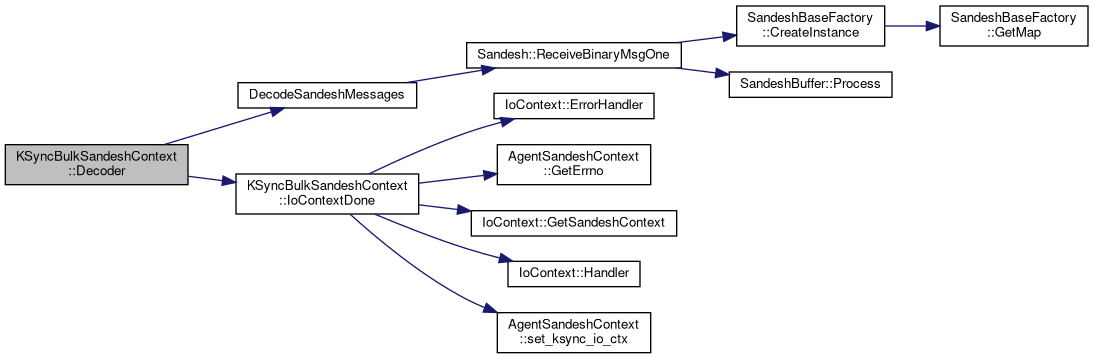 KSyncBulkSandeshContext
::Decoder
DecodeSandeshMessages
Sandesh::ReceiveBinaryMsgOne
SandeshBaseFactory
::CreateInstance
SandeshBaseFactory
::GetMap
SandeshBuffer::Process
KSyncBulkSandeshContext
::IoContextDone
IoContext::ErrorHandler
AgentSandeshContext
::GetErrno
IoContext::GetSandeshContext
IoContext::Handler
AgentSandeshContext
::set_ksync_io_ctx